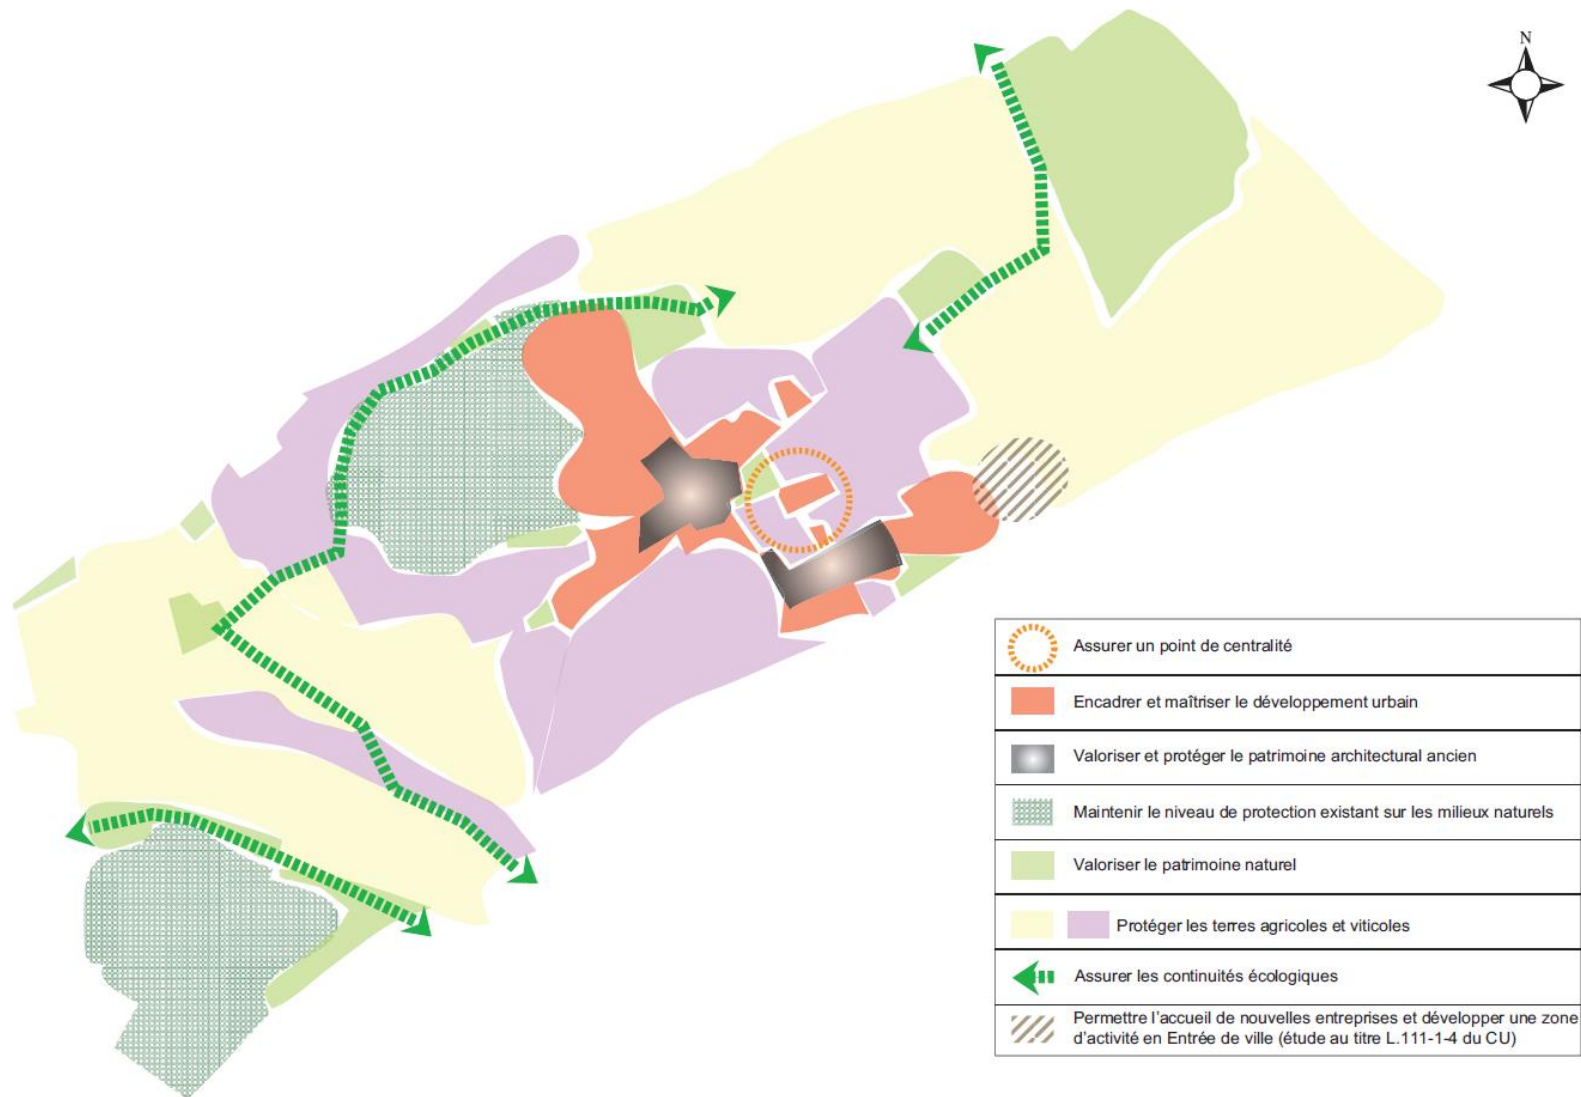 N
Assurer un point de centralité
Encadrer et maîtriser le développement urbain
Valoriser et protéger le patrimoine architectural ancien
Maintenir le niveau de protection existant sur les milieux naturels
Valoriser le patrimoine naturel
Protéger les terres agricoles et viticoles
Assurer les continuités écologiques
Permettre l'accueil de nouvelles entreprises et développer une zone
d'activité en Entrée de ville (étude au titre L.111-1-4 du CU)